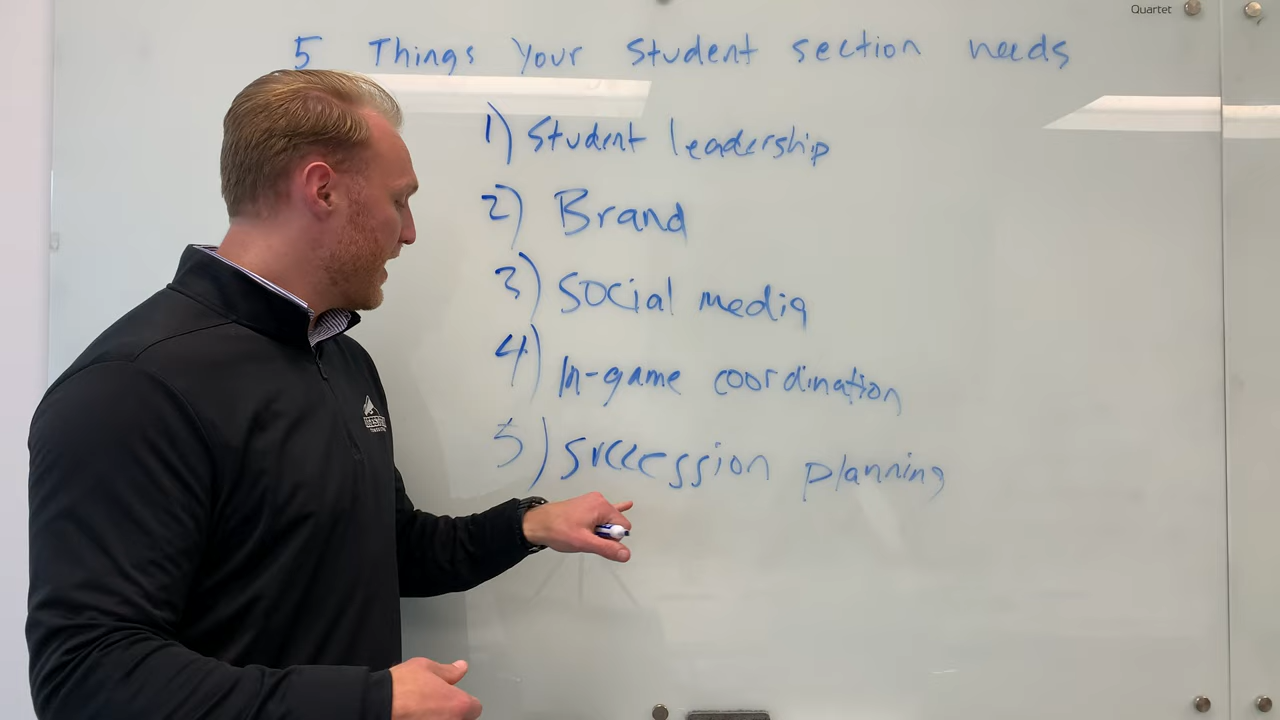 Quartet
5 Things Your Student section needs
1) Student leadership
2) Brand
3) Social media
4) In-game coordination
5) Succession planning